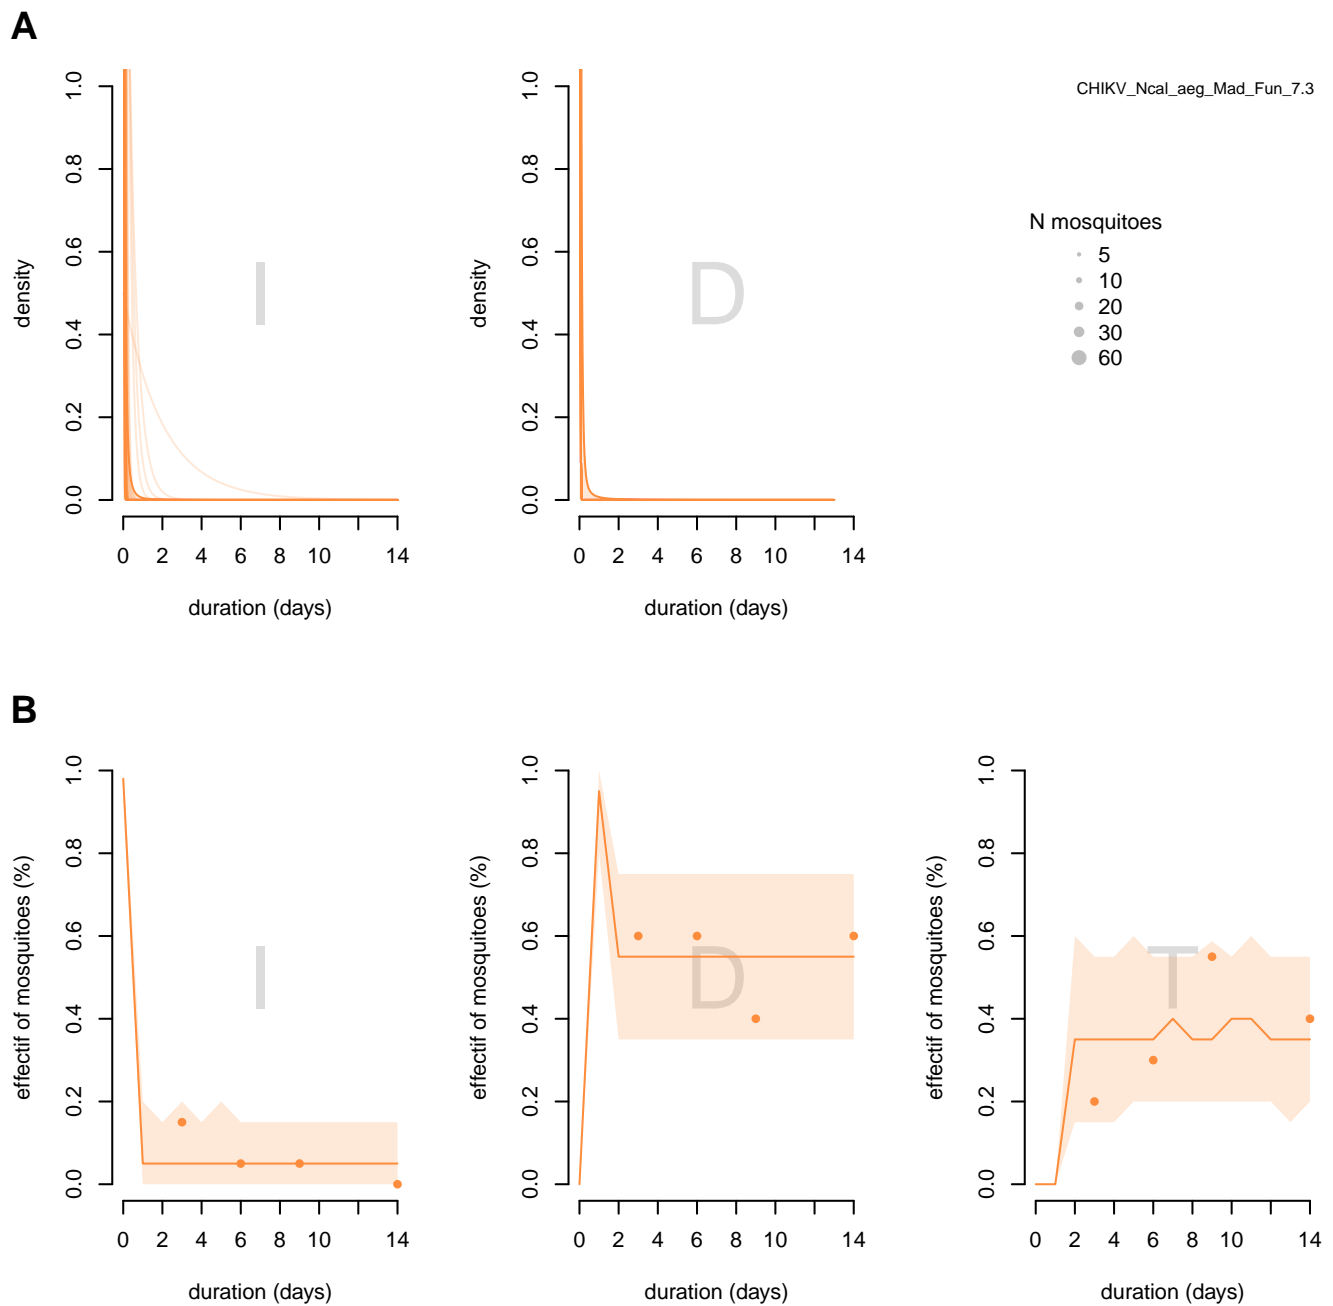 A
density
0.0 0.2 0.4 0.6 0.8 1.0
I
0 2 4 6 8 10 14
duration (days)
density
0.0 0.2 0.4 0.6 0.8 1.0
D
0 2 4 6 8 10 14
duration (days)
CHIKV_Ncal_aeg_Mad_Fun_7.3
N mosquitoes
5
10
20
30
60
B
effectif of mosquitoes (%)
0.0 0.2 0.4 0.6 0.8 1.0
I
0 2 4 6 8 10 14
duration (days)
effectif of mosquitoes (%)
0.0 0.2 0.4 0.6 0.8 1.0
D
0 2 4 6 8 10 14
duration (days)
effectif of mosquitoes (%)
0.0 0.2 0.4 0.6 0.8 1.0
T
0 2 4 6 8 10 14
duration (days)